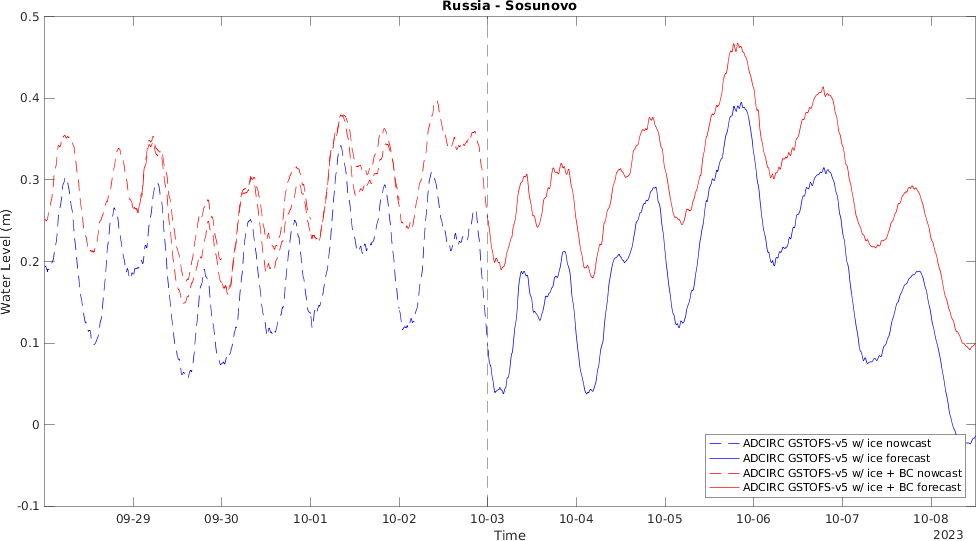 Russia - Sosunovo
0.5
0.4
0.3
0.2
0.1
0
-0.1
Water Level (m)
ADCIRC GSTOFS-v5 w/ ice nowcast
ADCIRC GSTOFS-v5 w/ ice forecast
ADCIRC GSTOFS-v5 w/ ice + BC nowcast
ADCIRC GSTOFS-v5 w/ ice + BC forecast
09-29 09-30 10-01 10-02 10-03 10-04 10-05 10-06 10-07 10-08
Time
2023